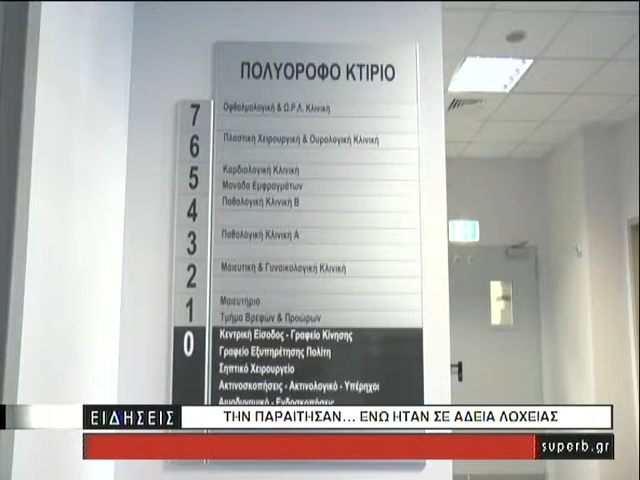 ΠΟΛΥΟΡΟΦΟ ΚΤΙΡΙΟ
7 Οφθαλμολογική & Ω.Ρ.Λ. Κλινική
6 Πλαστική Χειρουργική & Ουρολογική Κλινική
5 Καρδιολογική Κλινική
Μονάδα Εμφραγμάτων
4 Παθολογική Κλινική Β
3 Παθολογική Κλινική Α
2 Μαιευτική & Γυναικολογική Κλινική
1 Μαιευτήριο
Τμήμα Βρεφών & Προώρων
0 Κεντρική Είσοδος - Γραφείο Κίνησης
Γραφείο Εξυπηρέτησης Πολίτη
Σηπτικό Χειρουργείο
Ακτινοσκοπήσεις - Ακτινολογικό - Υπέρηχοι
Αιμοδυναμικό - Ενδοσκοπήσεις
ΕΙΔΗΣΕΙΣ ΤΗΝ ΠΑΡΑΙΤΗΣΑΝ... ΕΝΩ ΗΤΑΝ ΣΕ ΑΔΕΙΑ ΛΟΧΕΙΑΣ
superb.gr